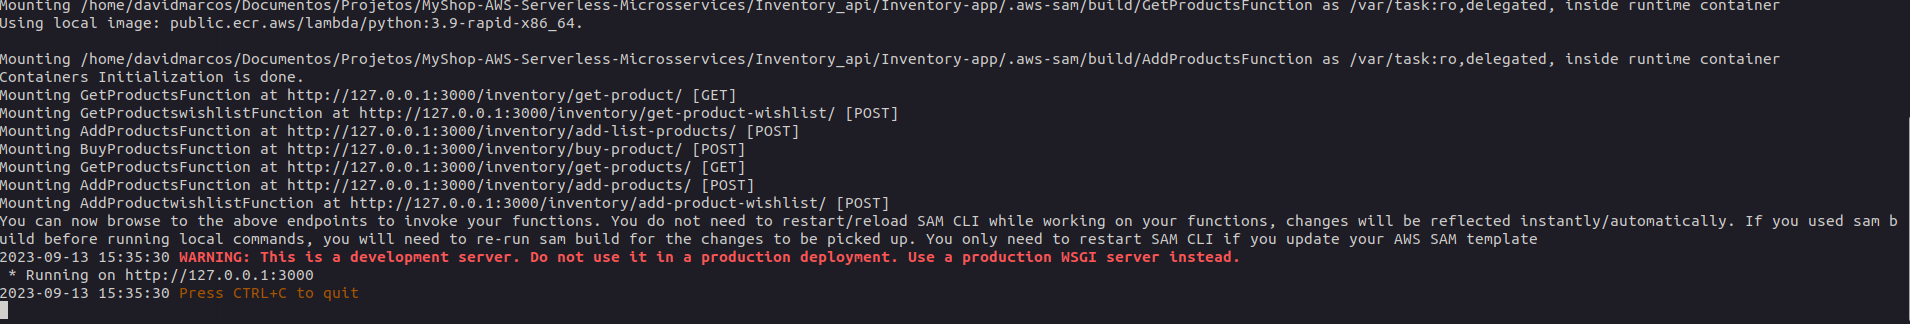 Mounting /home/davidmarcos/Documentos/Projetos/MyShop-AWS-Serverless-Microsservices/Inventory_api/Inventory-app/.aws-sam/build/GetProductsFunction as /var/task:ro,delegated, inside runtime container
Using local image: public.ecr.aws/lambda/python:3.9-rapid-x86_64.
Mounting /home/davidmarcos/Documentos/Projetos/MyShop-AWS-Serverless-Microsservices/Inventory_api/Inventory-app/.aws-sam/build/AddProductsFunction as /var/task:ro,delegated, inside runtime container
Containers Initialization is done.
Mounting GetProductsFunction at http://127.0.0.1:3000/inventory/get-product/ [GET]
Mounting GetProductswishlistFunction at http://127.0.0.1:3000/inventory/get-product-wishlist/ [POST]
Mounting AddProductsFunction at http://127.0.0.1:3000/inventory/add-list-products/ [POST]
Mounting BuyProductsFunction at http://127.0.0.1:3000/inventory/buy-product/ [POST]
Mounting GetProductsFunction at http://127.0.0.1:3000/inventory/get-products/ [GET]
Mounting AddProductsFunction at http://127.0.0.1:3000/inventory/add-products/ [POST]
Mounting AddProductwishlistFunction at http://127.0.0.1:3000/inventory/add-product-wishlist/ [POST]
You can now browse to the above endpoints to invoke your functions. You do not need to restart/reload SAM CLI while working on your functions, changes will be reflected instantly/automatically. If you used sam b
uild before running local commands, you will need to re-run sam build for the changes to be picked up. You only need to restart SAM CLI if you update your AWS SAM template
2023-09-13 15:35:30 WARNING: This is a development server. Do not use it in a production deployment. Use a production WSGI server instead.
 * Running on http://127.0.0.1:3000
2023-09-13 15:35:30 Press CTRL+C to quit